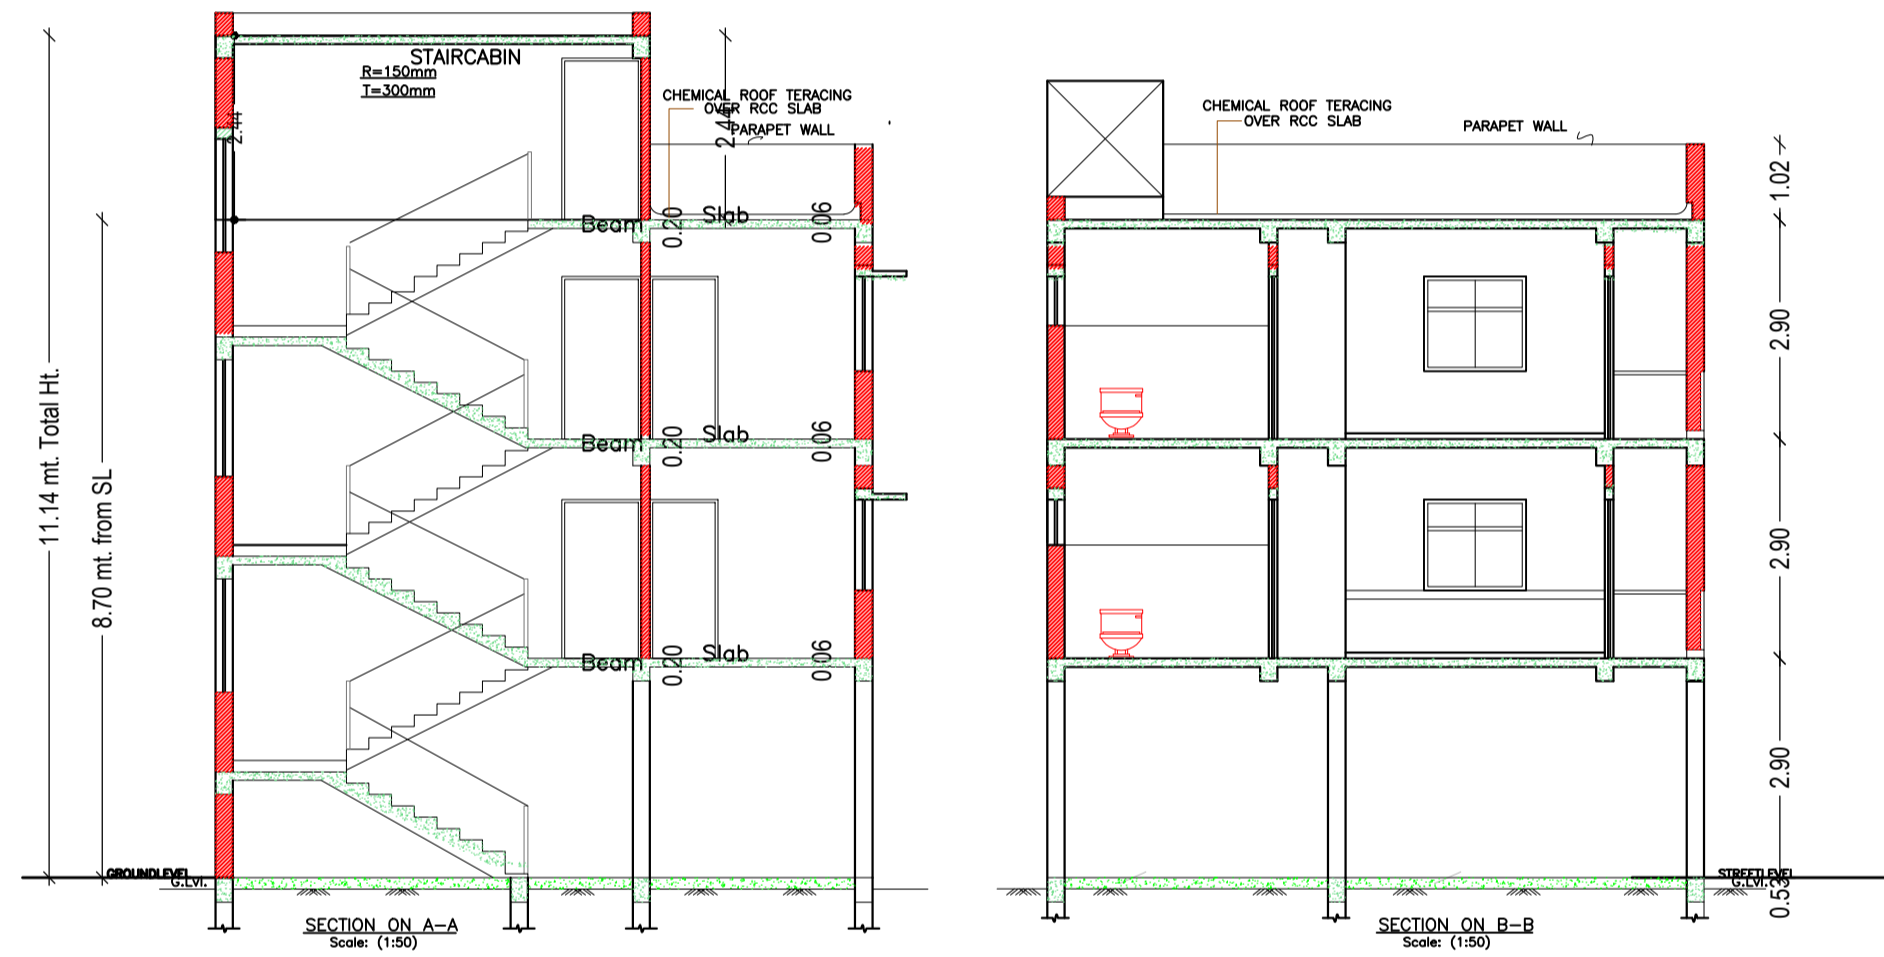 STAIRCABIN
R=150mm
T=300mm
2.44
2.44
CHEMICAL ROOF TERACING
OVER RCC SLAB
PARAPET WALL
Beam
0.20
Slab
0.06
Beam
0.20
Slab
0.06
Beam
0.20
Slab
0.06
11.14 mt. Total Ht.
8.70 mt. from SL
GROUNDLEVEL
G.LVl.
SECTION ON A-A
Scale: (1:50)
CHEMICAL ROOF TERACING
OVER RCC SLAB
PARAPET WALL
1.02
2.90
2.90
2.90
0.53
STREETLEVEL
G.LVl.
SECTION ON B-B
Scale: (1:50)